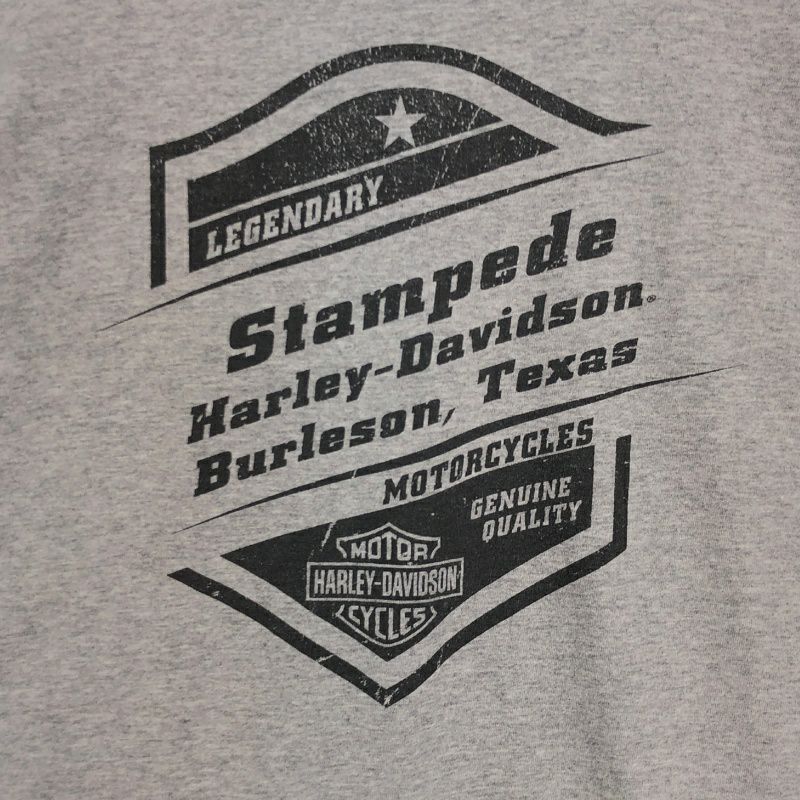 LEGENDARY
Stampede
Harley-Davidson®
Burleson, Texas
MOTORCYCLES
GENUINE
QUALITY
MOTOR
HARLEY-DAVIDSON
CYCLES